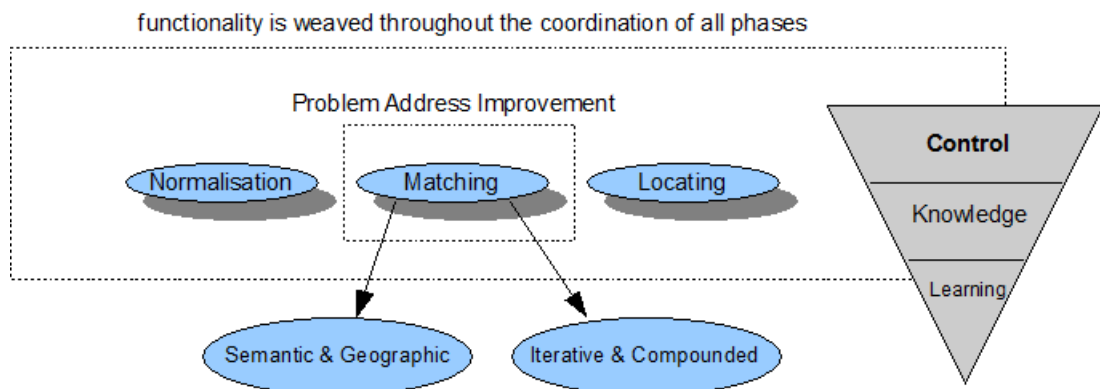 functionality is weaved throughout the coordination of all phases
Problem Address Improvement
Control
Normalisation
Matching
Locating
Knowledge
Learning
Semantic & Geographic
Iterative & Compounded